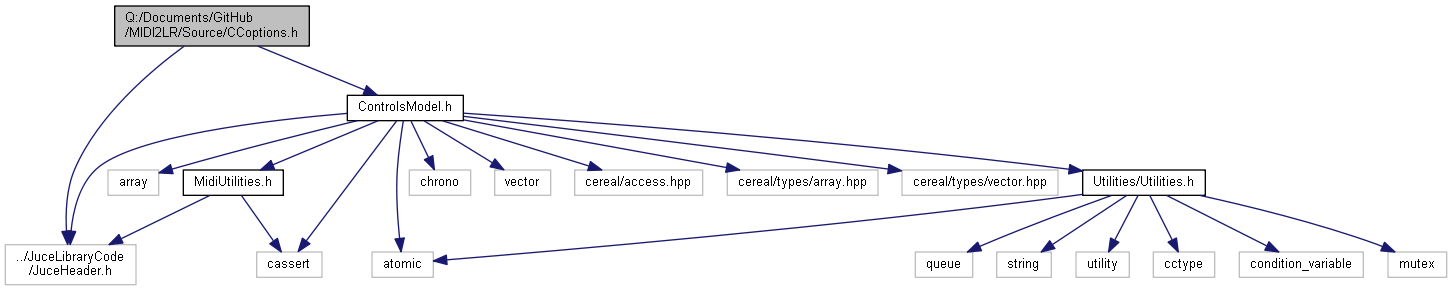 Q:/Documents/GitHub
/MIDI2LR/Source/CCoptions.h
ControlsModel.h
array
MidiUtilities.h
chrono
vector
cereal/access.hpp
cereal/types/array.hpp
cereal/types/vector.hpp
Utilities/Utilities.h
../JuceLibraryCode
/JuceHeader.h
cassert
atomic
queue
string
utility
cctype
condition_variable
mutex